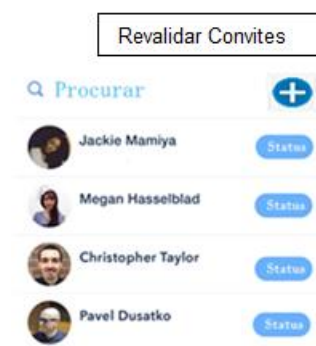 Revalidar Convites
Procurar
Jackie Mamiya
Status
Megan Hasselblad
Status
Christopher Taylor
Status
Pavel Dusatko
Status